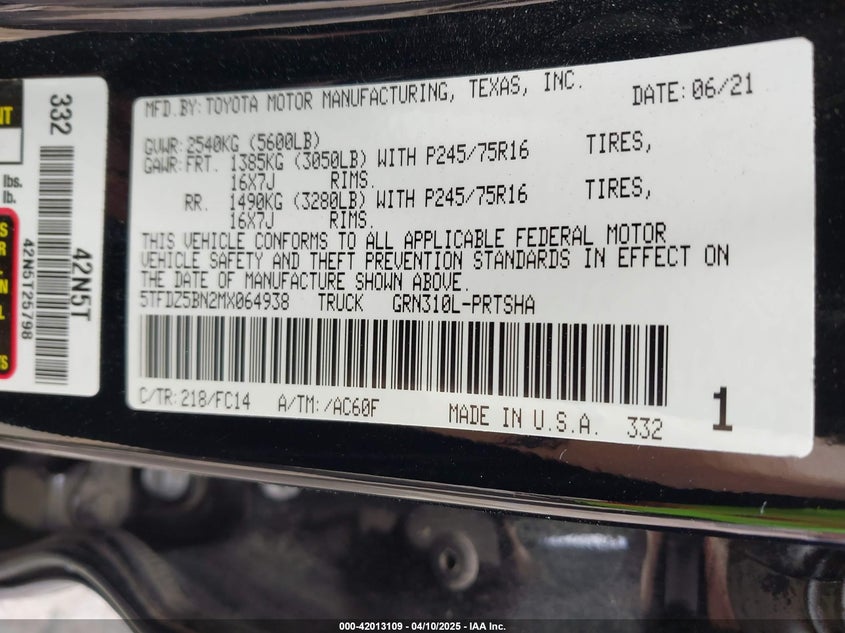 MFD.BY: TOYOTA MOTOR MANUFACTURING, TEXAS, INC. DATE: 06/21
GVWR: 2540KG (5600LB)
GAWR: FRT. 1385KG (3050LB) WITH P245/75R16 TIRES,
16X7J RIMS.
RR. 1490KG (3280LB) WITH P245/75R16 TIRES,
16X7J RIMS.
THIS VEHICLE CONFORMS TO ALL APPLICABLE FEDERAL MOTOR
VEHICLE SAFETY AND THEFT PREVENTION STANDARDS IN EFFECT ON
THE DATE OF MANUFACTURE SHOWN ABOVE.
5TFDZ5BN2MX064938 TRUCK GRN310L-PRTSHA
C/TR: 218/FC14 A/TM: /AC60F MADE IN U.S.A. 332 1
332
42N5T
42N5T25798
lbs.
lb.
000-42013109 - 04/10/2025 - IAA Inc.